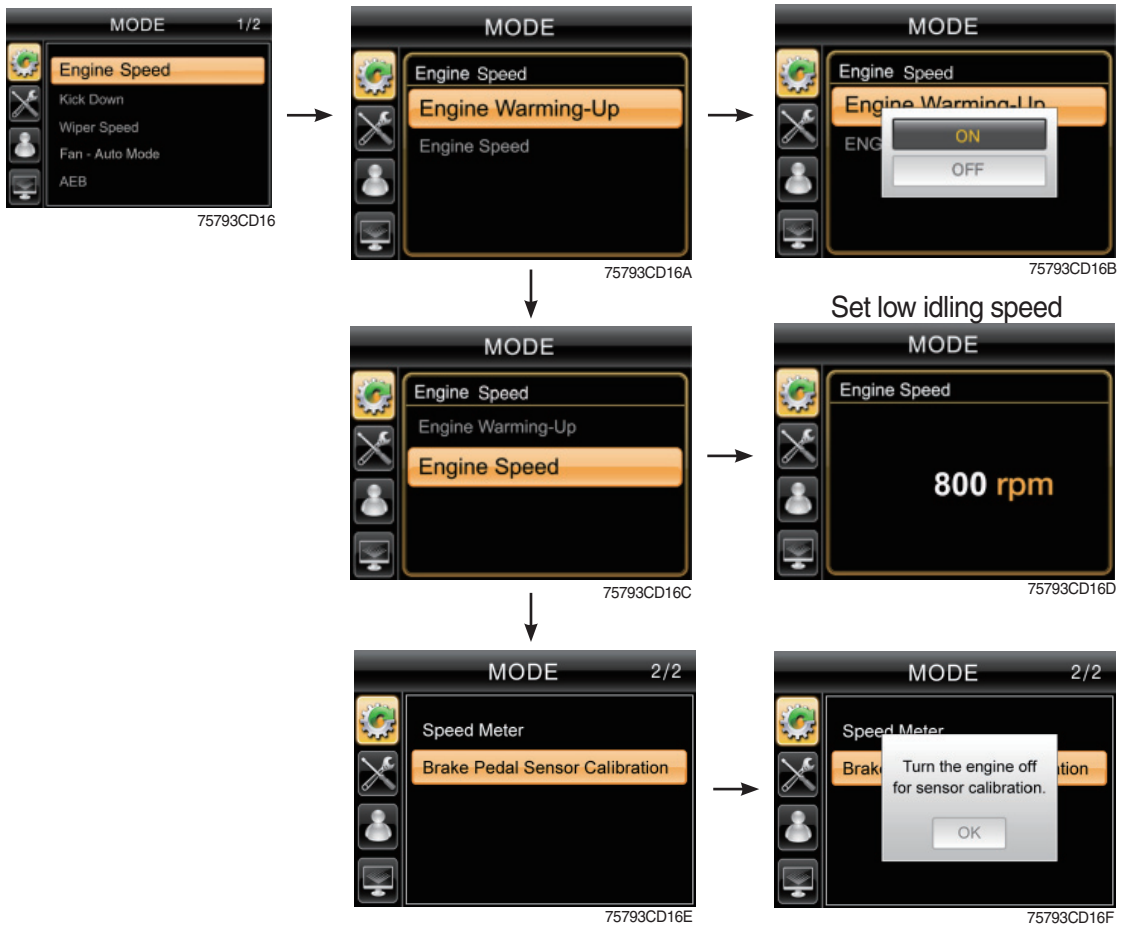 MODE 1/2
Engine Speed
Kick Down
Wiper Speed
Fan - Auto Mode
AEB
75793CD16
MODE
Engine Speed
Engine Warming-Up
Engine Speed
75793CD16A
MODE
Engine Speed
Engine Warming-Up
ENG
ON
OFF
75793CD16B
MODE
Engine Speed
Engine Warming-Up
Engine Speed
75793CD16C
Set low idling speed
MODE
Engine Speed
800 rpm
75793CD16D
MODE 2/2
Speed Meter
Brake Pedal Sensor Calibration
75793CD16E
MODE 2/2
Speed Meter
Brak tion
Turn the engine off
for sensor calibration.
OK
75793CD16F